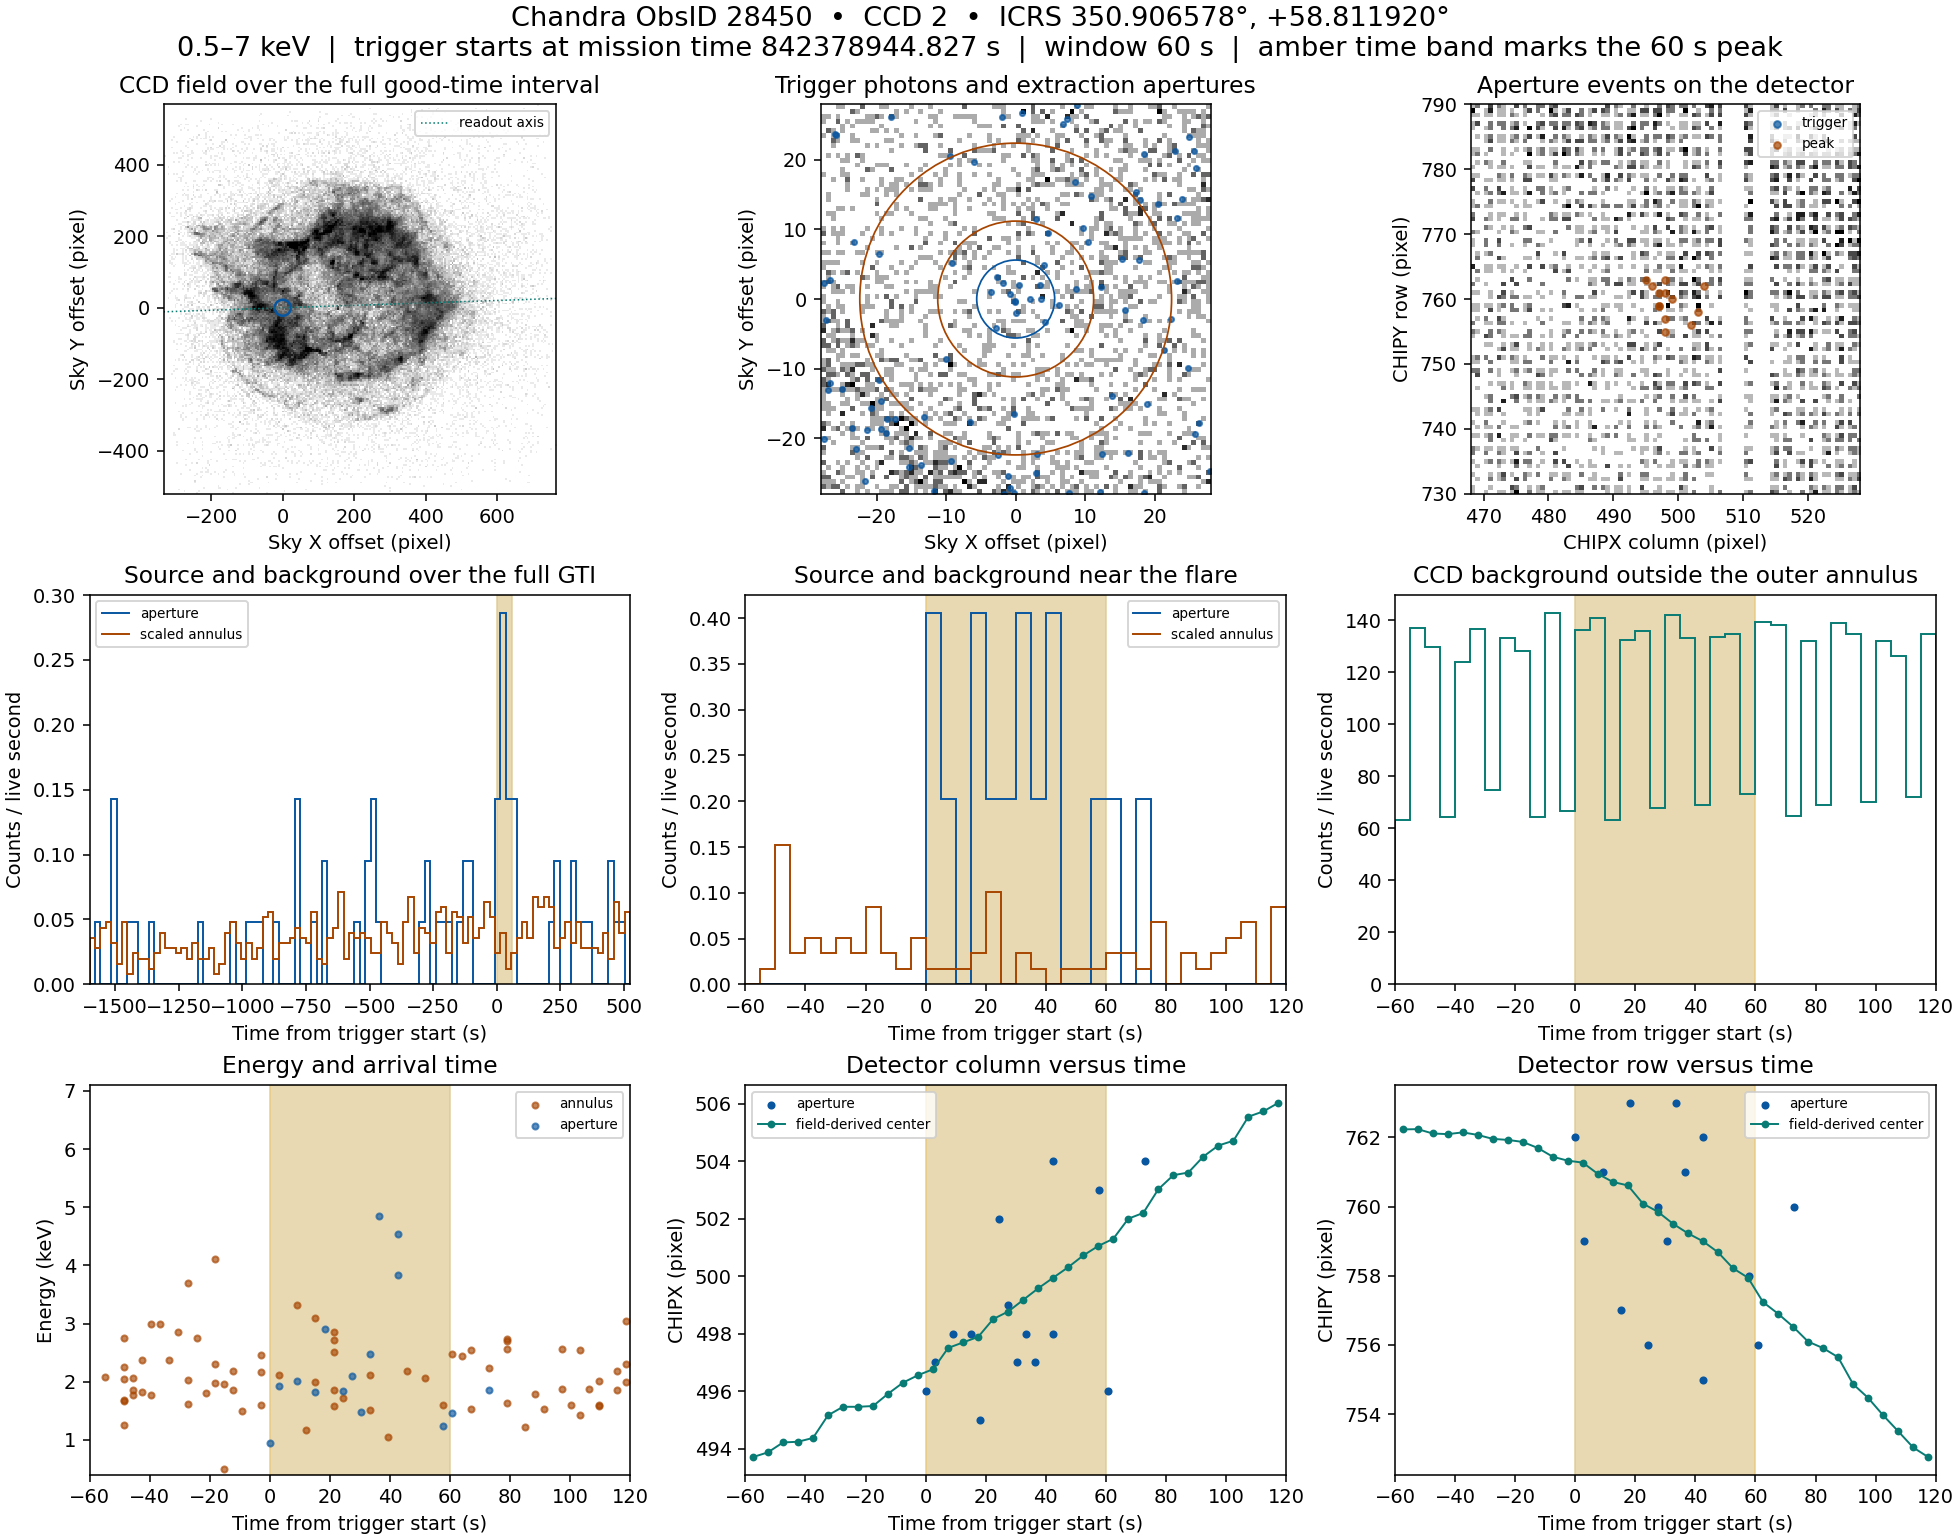 Chandra ObsID 28450 • CCD 2 • ICRS 350.906578°, +58.811920°
0.5–7 keV | trigger starts at mission time 842378944.827 s | window 60 s | amber time band marks the 60 s peak
CCD field over the full good-time interval
readout axis
400
200
0
−200
−400
Sky Y offset (pixel)
−200 0 200 400 600
Sky X offset (pixel)
Trigger photons and extraction apertures
20
10
0
−10
−20
Sky Y offset (pixel)
−20 −10 0 10 20
Sky X offset (pixel)
Aperture events on the detector
trigger
peak
790
780
770
760
750
740
730
CHIPY row (pixel)
470 480 490 500 510 520
CHIPX column (pixel)
Source and background over the full GTI
aperture
scaled annulus
0.30
0.25
0.20
0.15
0.10
0.05
0.00
Counts / live second
−1500 −1250 −1000 −750 −500 −250 0 250 500
Time from trigger start (s)
Source and background near the flare
aperture
scaled annulus
0.40
0.35
0.30
0.25
0.20
0.15
0.10
0.05
0.00
Counts / live second
−60 −40 −20 0 20 40 60 80 100 120
Time from trigger start (s)
CCD background outside the outer annulus
140
120
100
80
60
40
20
0
Counts / live second
−60 −40 −20 0 20 40 60 80 100 120
Time from trigger start (s)
Energy and arrival time
annulus
aperture
7
6
5
4
3
2
1
Energy (keV)
−60 −40 −20 0 20 40 60 80 100 120
Time from trigger start (s)
Detector column versus time
aperture
field-derived center
506
504
502
500
498
496
494
CHIPX (pixel)
−60 −40 −20 0 20 40 60 80 100 120
Time from trigger start (s)
Detector row versus time
aperture
field-derived center
762
760
758
756
754
CHIPY (pixel)
−60 −40 −20 0 20 40 60 80 100 120
Time from trigger start (s)